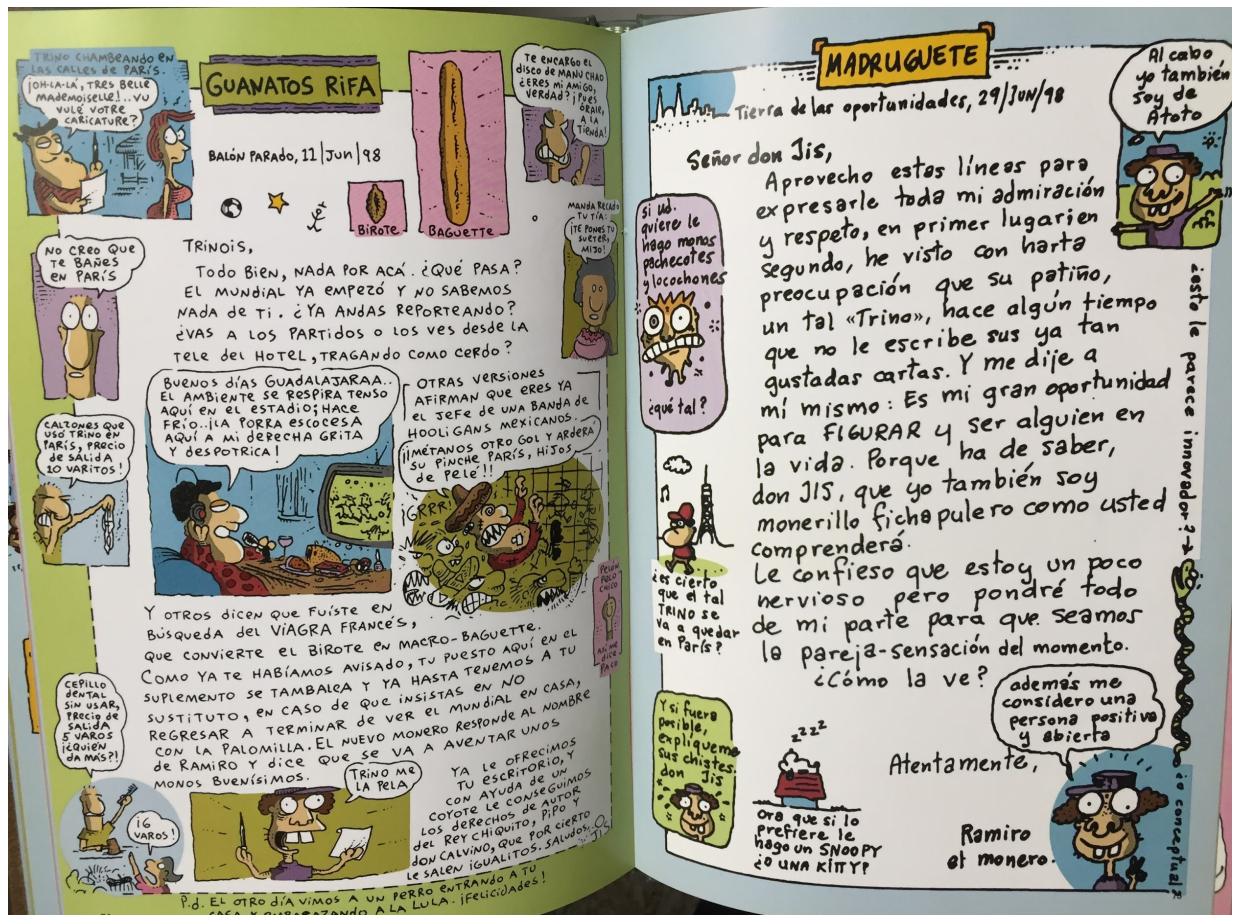 TRINO CHAMBEANDO EN
LAS CALLES DE PARÍS.
¡OH-LA-LÁ, TRES BELLE
MADEMOISELLE!..VU
VULÉ VOTRE
CARICATURE?
GUANATOS RIFA
BALÓN PARADO, 11/JUN/98
BIROTE
BAGUETTE
TE ENCARGO EL
DISCO DE MANU CHAO
¿ERES MI AMIGO,
VERDAD? ¡PUES
ÓRALE,
A LA
TIENDA!
MANDA RECADO
TU TÍA:
¡TE PONES TU
SUÉTER,
MIJO!
NO CREO QUE
TE BAÑES
EN PARÍS
TRINOIS,
TODO BIEN, NADA POR ACÁ. ¿QUÉ PASA?
EL MUNDIAL YA EMPEZÓ Y NO SABEMOS
NADA DE TI. ¿YA ANDAS REPORTEANDO?
¿VAS A LOS PARTIDOS O LOS VES DESDE LA
TELE DEL HOTEL, TRAGANDO COMO CERDO?
CALZONES QUE
USÓ TRINO EN
PARÍS, PRECIO
DE SALIDA
20 VARITOS!
BUENOS DÍAS GUADALAJARAA..
EL AMBIENTE SE RESPIRA TENSO
AQUÍ EN EL ESTADIO; HACE
FRÍO..¡LA PORRA ESCOCESA
AQUÍ A MI DERECHA GRITA
Y DESPOTRICA!
OTRAS VERSIONES
AFIRMAN QUE ERES YA
EL JEFE DE UNA BANDA DE
HOOLIGANS MEXICANOS.
¡¡MÉTANOS OTRO GOL Y ARDERÁ
SU PINCHE PARÍS, HIJOS
DE PELÉ!!
¡GRRR!
PELÓN
POLO
CHICO
ASÍ ME
DICE
PACO
Y OTROS DICEN QUE FUÍSTE EN
BÚSQUEDA DEL VIAGRA FRANCÉS,
QUE CONVIERTE EL BIROTE EN MACRO-BAGUETTE.
COMO YA TE HABÍAMOS AVISADO, TU PUESTO AQUÍ EN EL
SUPLEMENTO SE TAMBALEA Y YA HASTA TENEMOS A TU
SUSTITUTO, EN CASO DE QUE INSISTAS EN NO
REGRESAR A TERMINAR DE VER EL MUNDIAL EN CASA,
CON LA PALOMILLA. EL NUEVO MONERO RESPONDE AL NOMBRE
DE RAMIRO Y DICE QUE SE VA A AVENTAR UNOS
MONOS BUENÍSIMOS.
CEPILLO
DENTAL
SIN USAR,
PRECIO DE
SALIDA
5 VAROS
¡¿QUIÉN
DA MÁS?!
¡6
VAROS!
TRINO ME
LA PELA
YA LE OFRECIMOS
TU ESCRITORIO, Y
CON AYUDA DE UN
COYOTE LE CONSEGUIMOS
LOS DERECHOS DE AUTOR
DEL REY CHIQUITO, PIPO Y
DON CALVINO, QUE POR CIERTO
LE SALEN IGUALITOS. SALUDOS.
JIS
P.d. EL OTRO DÍA VIMOS A UN PERRO ENTRANDO A TU
CASA Y EMBARAZANDO A LA LULA. ¡FELICIDADES!
MADRUGUETE
Tierra de las oportunidades, 29/JUN/98
Al cabo
yo también
soy de
Atoto
Señor don Jis,
Aprovecho estas líneas para
expresarle toda mi admiración
y respeto, en primer lugar; en
segundo, he visto con harta
preocupación que su patiño,
un tal «Trino», hace algún tiempo
que no le escribe sus ya tan
gustadas cartas. Y me dije a
mí mismo: Es mi gran oportunidad
para FIGURAR y ser alguien en
la vida. Porque ha de saber,
don JIS, que yo también soy
monerillo fichapulero como usted
comprenderá.
Le confieso que estoy un poco
nervioso pero pondré todo
de mi parte para que seamos
la pareja-sensación del momento.
¿Cómo la ve?
Si ud.
quiere le
hago monos
pachecotes
y locochones
¿qué tal?
¿es cierto
que el tal
TRINO se
va a quedar
en París?
Y si fuera
posible,
explíqueme
sus chistes.
don Jis
zzzz
Ora que si lo
prefiere le
hago un SNOOPY
¿O UNA KITTY?
¿esto le parece innovador?
además me
considero una
persona positiva
y abierta
Atentamente,
Ramiro
et monero.
¿o conceptual?